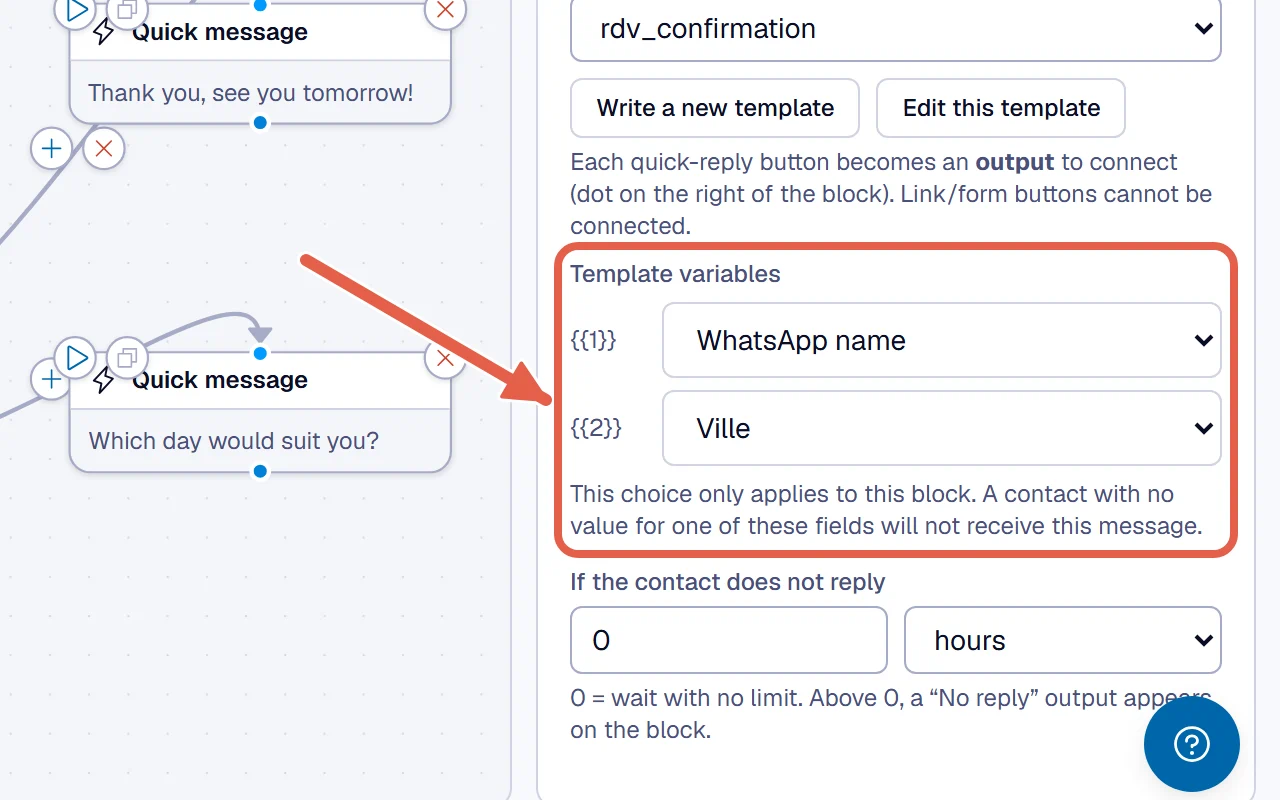 Quick message
Thank you, see you tomorrow!
Quick message
Which day would suit you?
rdv_confirmation
Write a new template
Edit this template
Each quick-reply button becomes an output to connect
(dot on the right of the block). Link/form buttons cannot be
connected.
Template variables
{{1}}
WhatsApp name
{{2}}
Ville
This choice only applies to this block. A contact with no
value for one of these fields will not receive this message.
If the contact does not reply
0
hours
0 = wait with no limit. Above 0, a “No reply” output appears
on the block.